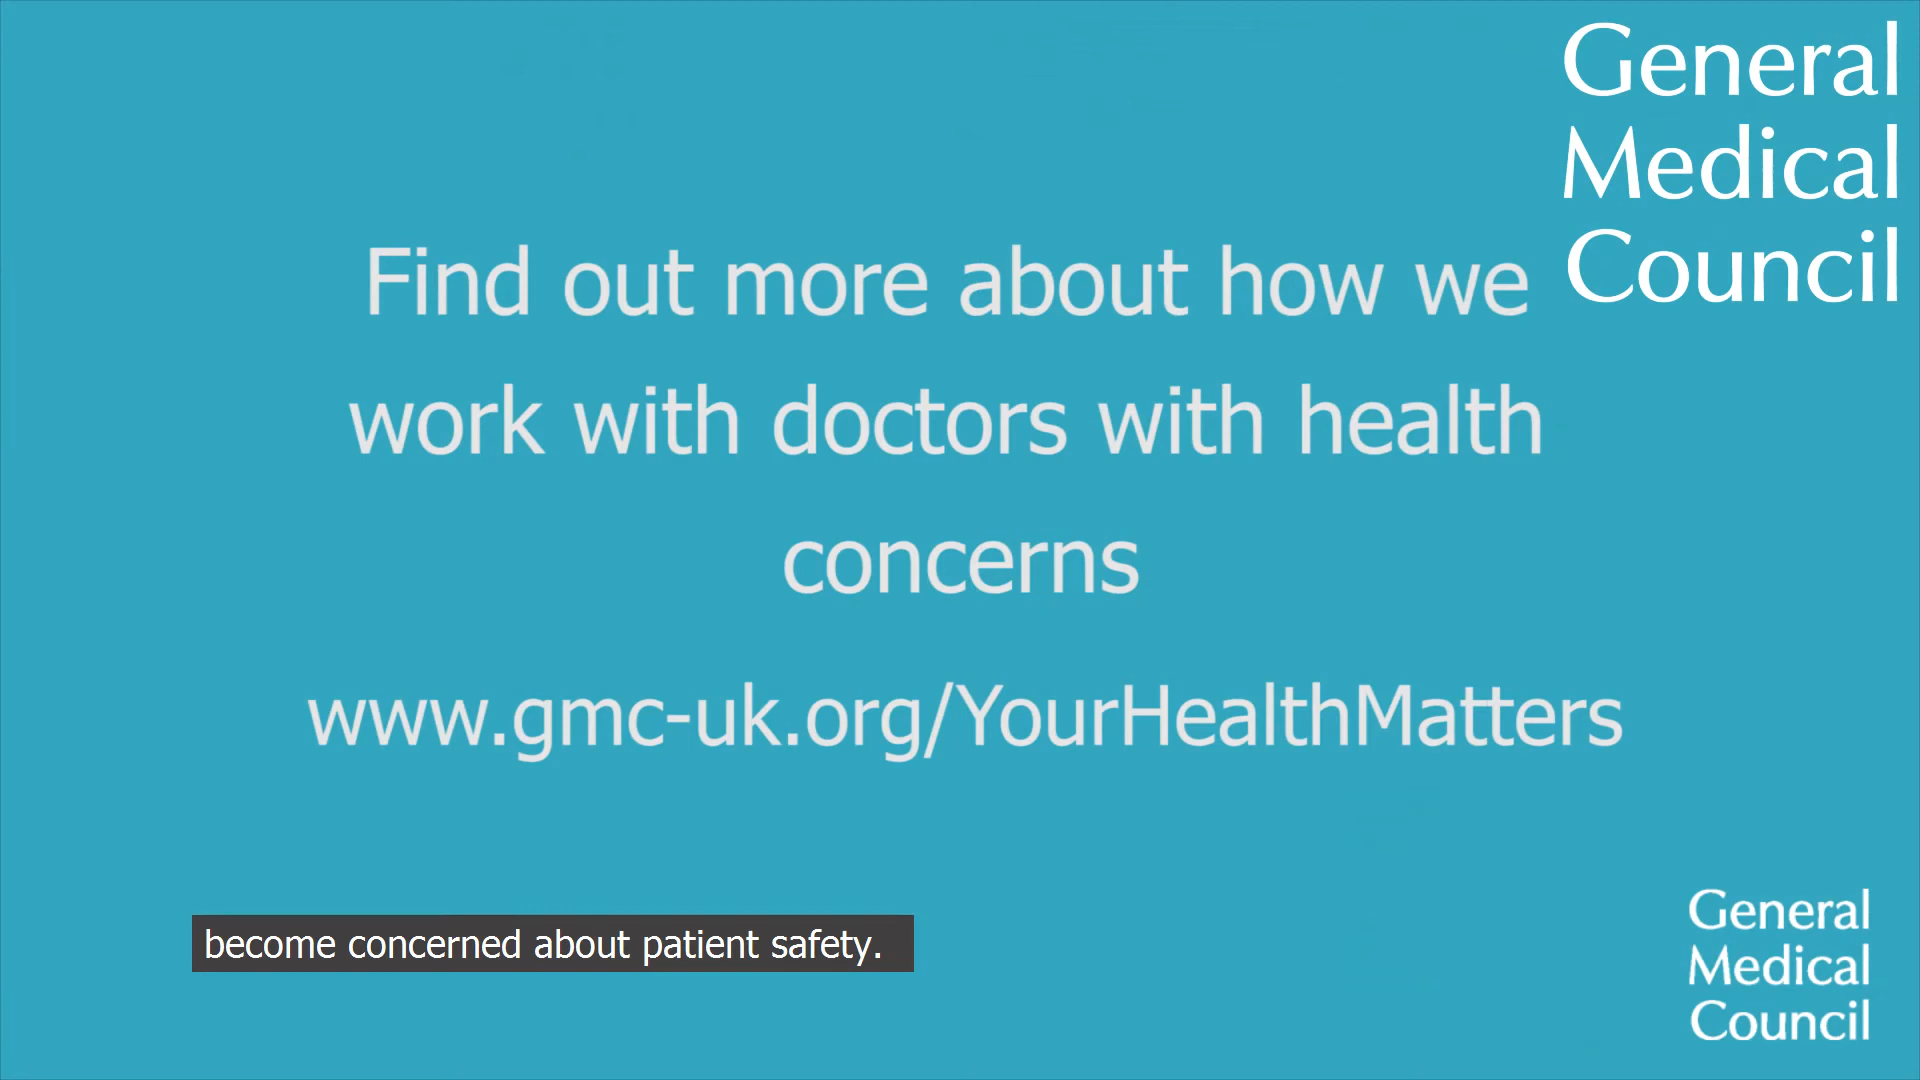 General
Medical
Council
Find out more about how we
work with doctors with health
concerns
www.gmc-uk.org/YourHealthMatters
become concerned about patient safety.
General
Medical
Council